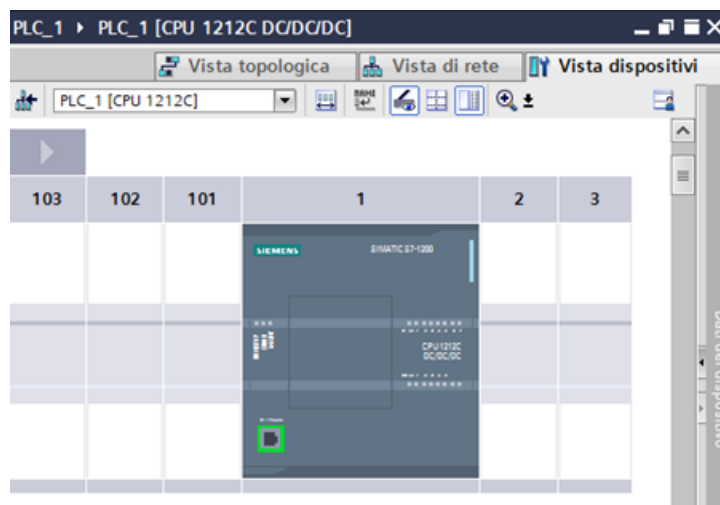 PLC_1 ▸ PLC_1 [CPU 1212C DC/DC/DC]
Vista topologica
Vista di rete
Vista dispositivi
PLC_1 [CPU 1212C]
103
102
101
1
2
3
SIEMENS
SIMATIC S7-1200
CPU 1212C
DC/DC/DC